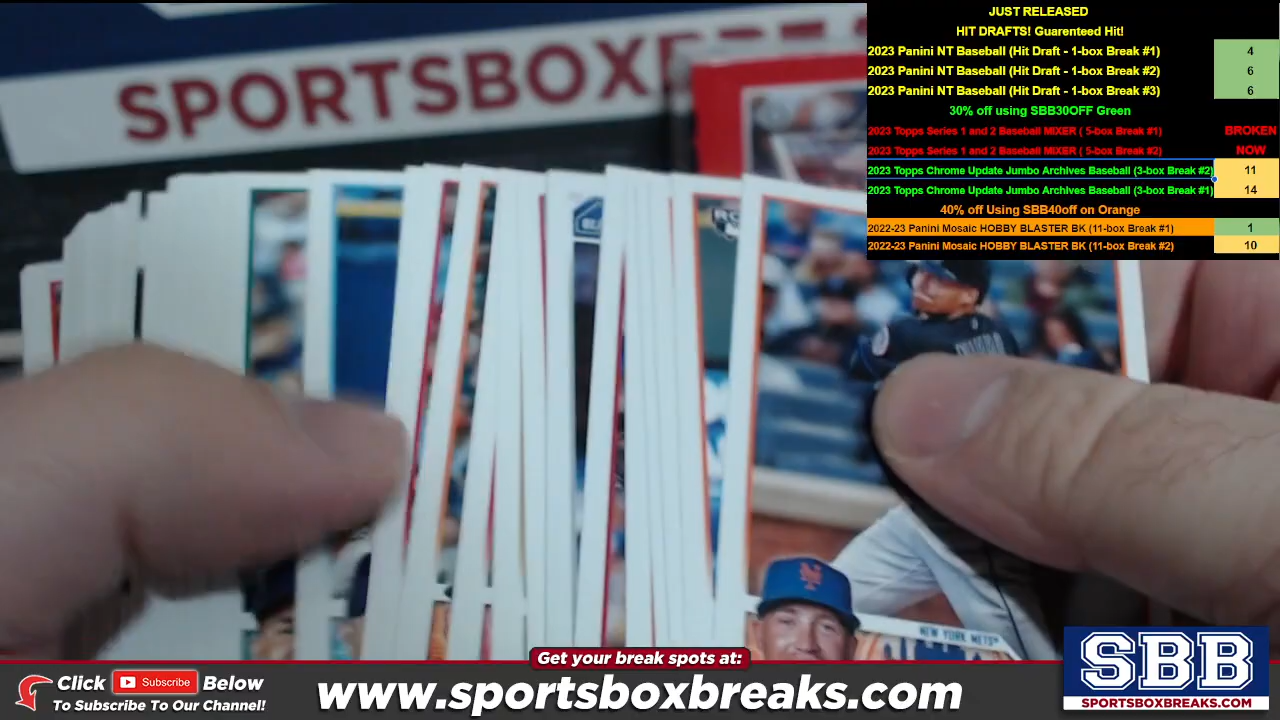 SPORTSBOX
JUST RELEASED
HIT DRAFTS! Guarenteed Hit!
2023 Panini NT Baseball (Hit Draft - 1-box Break #1) 4
2023 Panini NT Baseball (Hit Draft - 1-box Break #2) 6
2023 Panini NT Baseball (Hit Draft - 1-box Break #3) 6
30% off using SBB30OFF Green
2023 Topps Series 1 and 2 Baseball MIXER ( 5-box Break #1) BROKEN
2023 Topps Series 1 and 2 Baseball MIXER ( 5-box Break #2) NOW
2023 Topps Chrome Update Jumbo Archives Baseball (3-box Break #2) 11
2023 Topps Chrome Update Jumbo Archives Baseball (3-box Break #1) 14
40% off Using SBB40off on Orange
2022-23 Panini Mosaic HOBBY BLASTER BK (11-box Break #1) 1
2022-23 Panini Mosaic HOBBY BLASTER BK (11-box Break #2) 10
NEW YORK METS
Get your break spots at:
Click Subscribe Below
To Subscribe To Our Channel!
www.sportsboxbreaks.com
SBB
SPORTSBOXBREAKS.COM